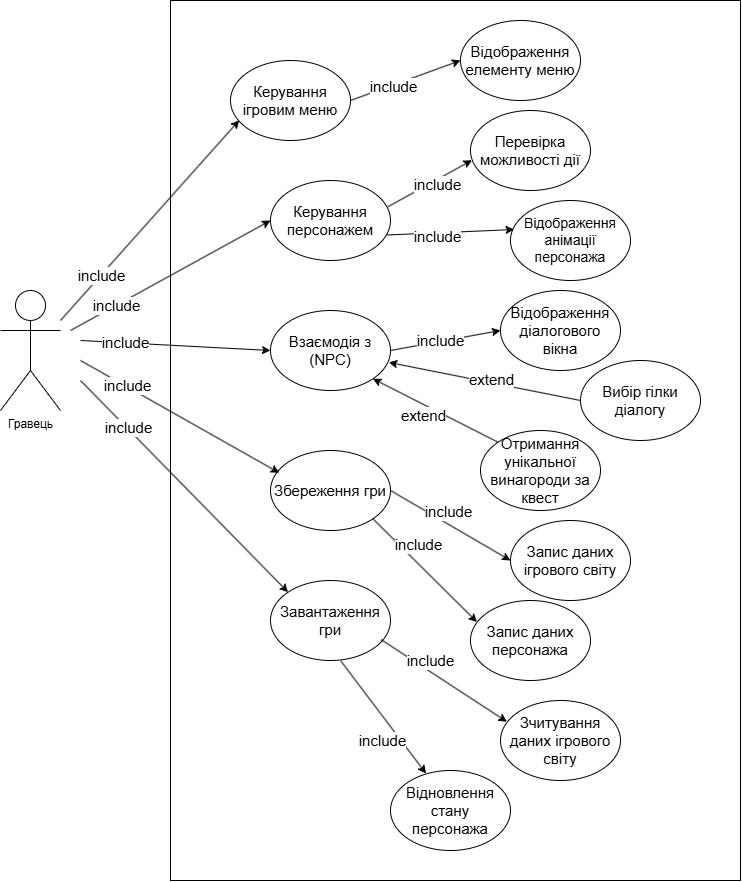 Відображення
елементу меню
include
Керування
ігровим меню
Перевірка
можливості дії
include
Керування
персонажем
include
Відображення
анімації
персонажа
include
include
include
Взаємодія з
(NPC)
include
Відображення
діалогового
вікна
extend
Вибір гілки
діалогу
include
extend
Гравець
include
Отримання
унікальної
винагороди за
квест
Збереження гри
include
Запис даних
ігрового світу
include
Завантаження
гри
Запис даних
персонажа
include
Зчитування
даних ігрового
світу
include
Відновлення
стану
персонажа